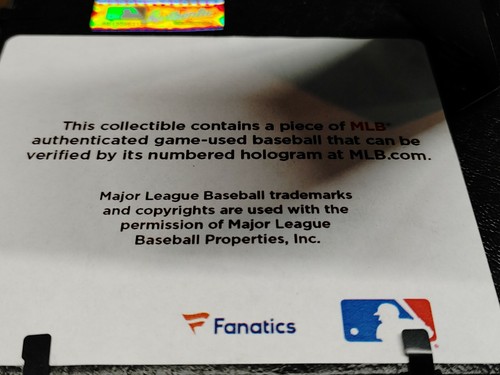 This collectible contains a piece of MLB®
authenticated game-used baseball that can be
verified by its numbered hologram at MLB.com.
Major League Baseball trademarks
and copyrights are used with the
permission of Major League
Baseball Properties, Inc.
Fanatics